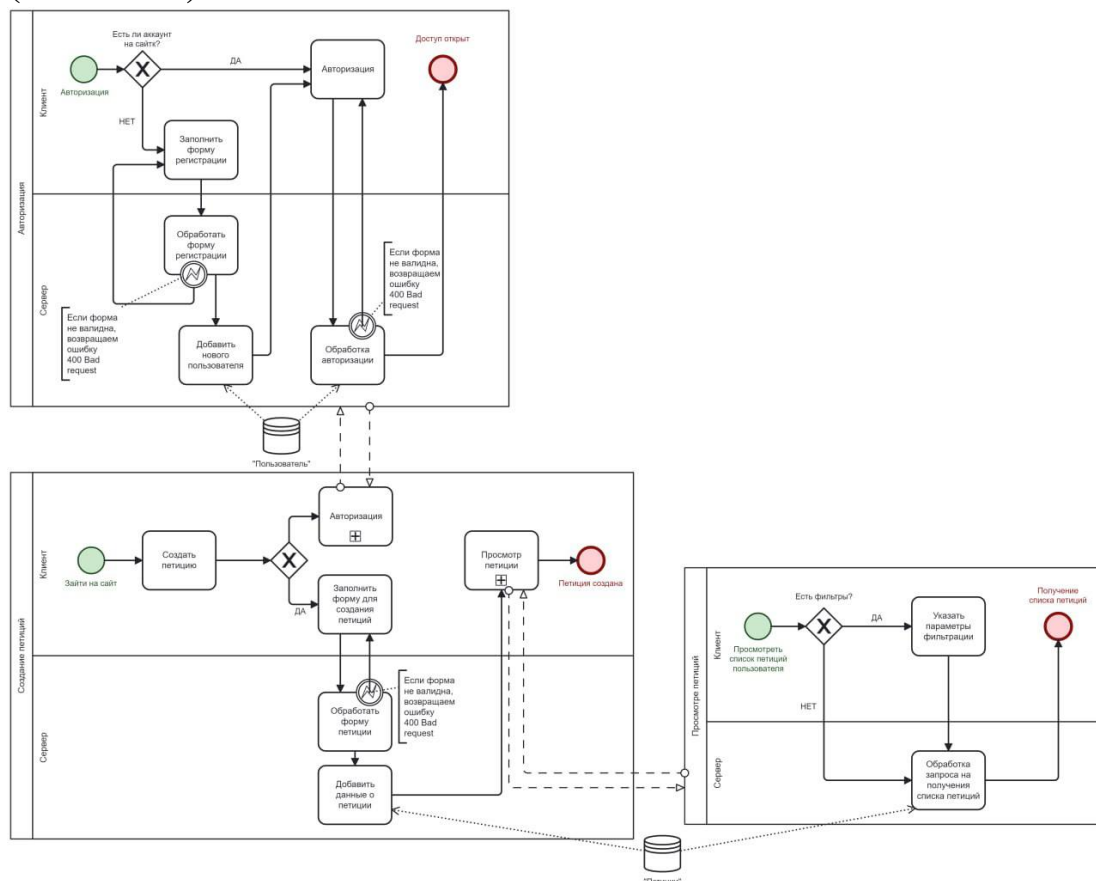 Авторизация
Клиент
Сервер
Есть ли аккаунт
на сайтк?
Авторизация
ДА
НЕТ
Авторизация
Доступ открыт
Заполнить
форму
регистрации
Обработать
форму
регистрации
Если форма
не валидна,
возвращаем
ошибку
400 Bad
request
Если форма
не валидна,
возвращаем
ошибку
400 Bad
request
Добавить
нового
пользователя
Обработка
авторизации
"Пользователь"
Создание петиций
Клиент
Сервер
Зайти на сайт
Создать
петицию
Авторизация
ДА
Заполнить
форму для
создания
петиций
Просмотр
петиции
Петиция создана
Обработать
форму
петиции
Если форма
не валидна,
возвращаем
ошибку
400 Bad
request
Добавить
данные о
петиции
Просмотре петиций
Клиент
Сервер
Есть фильтры?
Просмотреть
список петиций
пользователя
ДА
НЕТ
Указать
параметры
фильтрации
Получение
списка петиций
Обработка
запроса на
получения
списка петиций